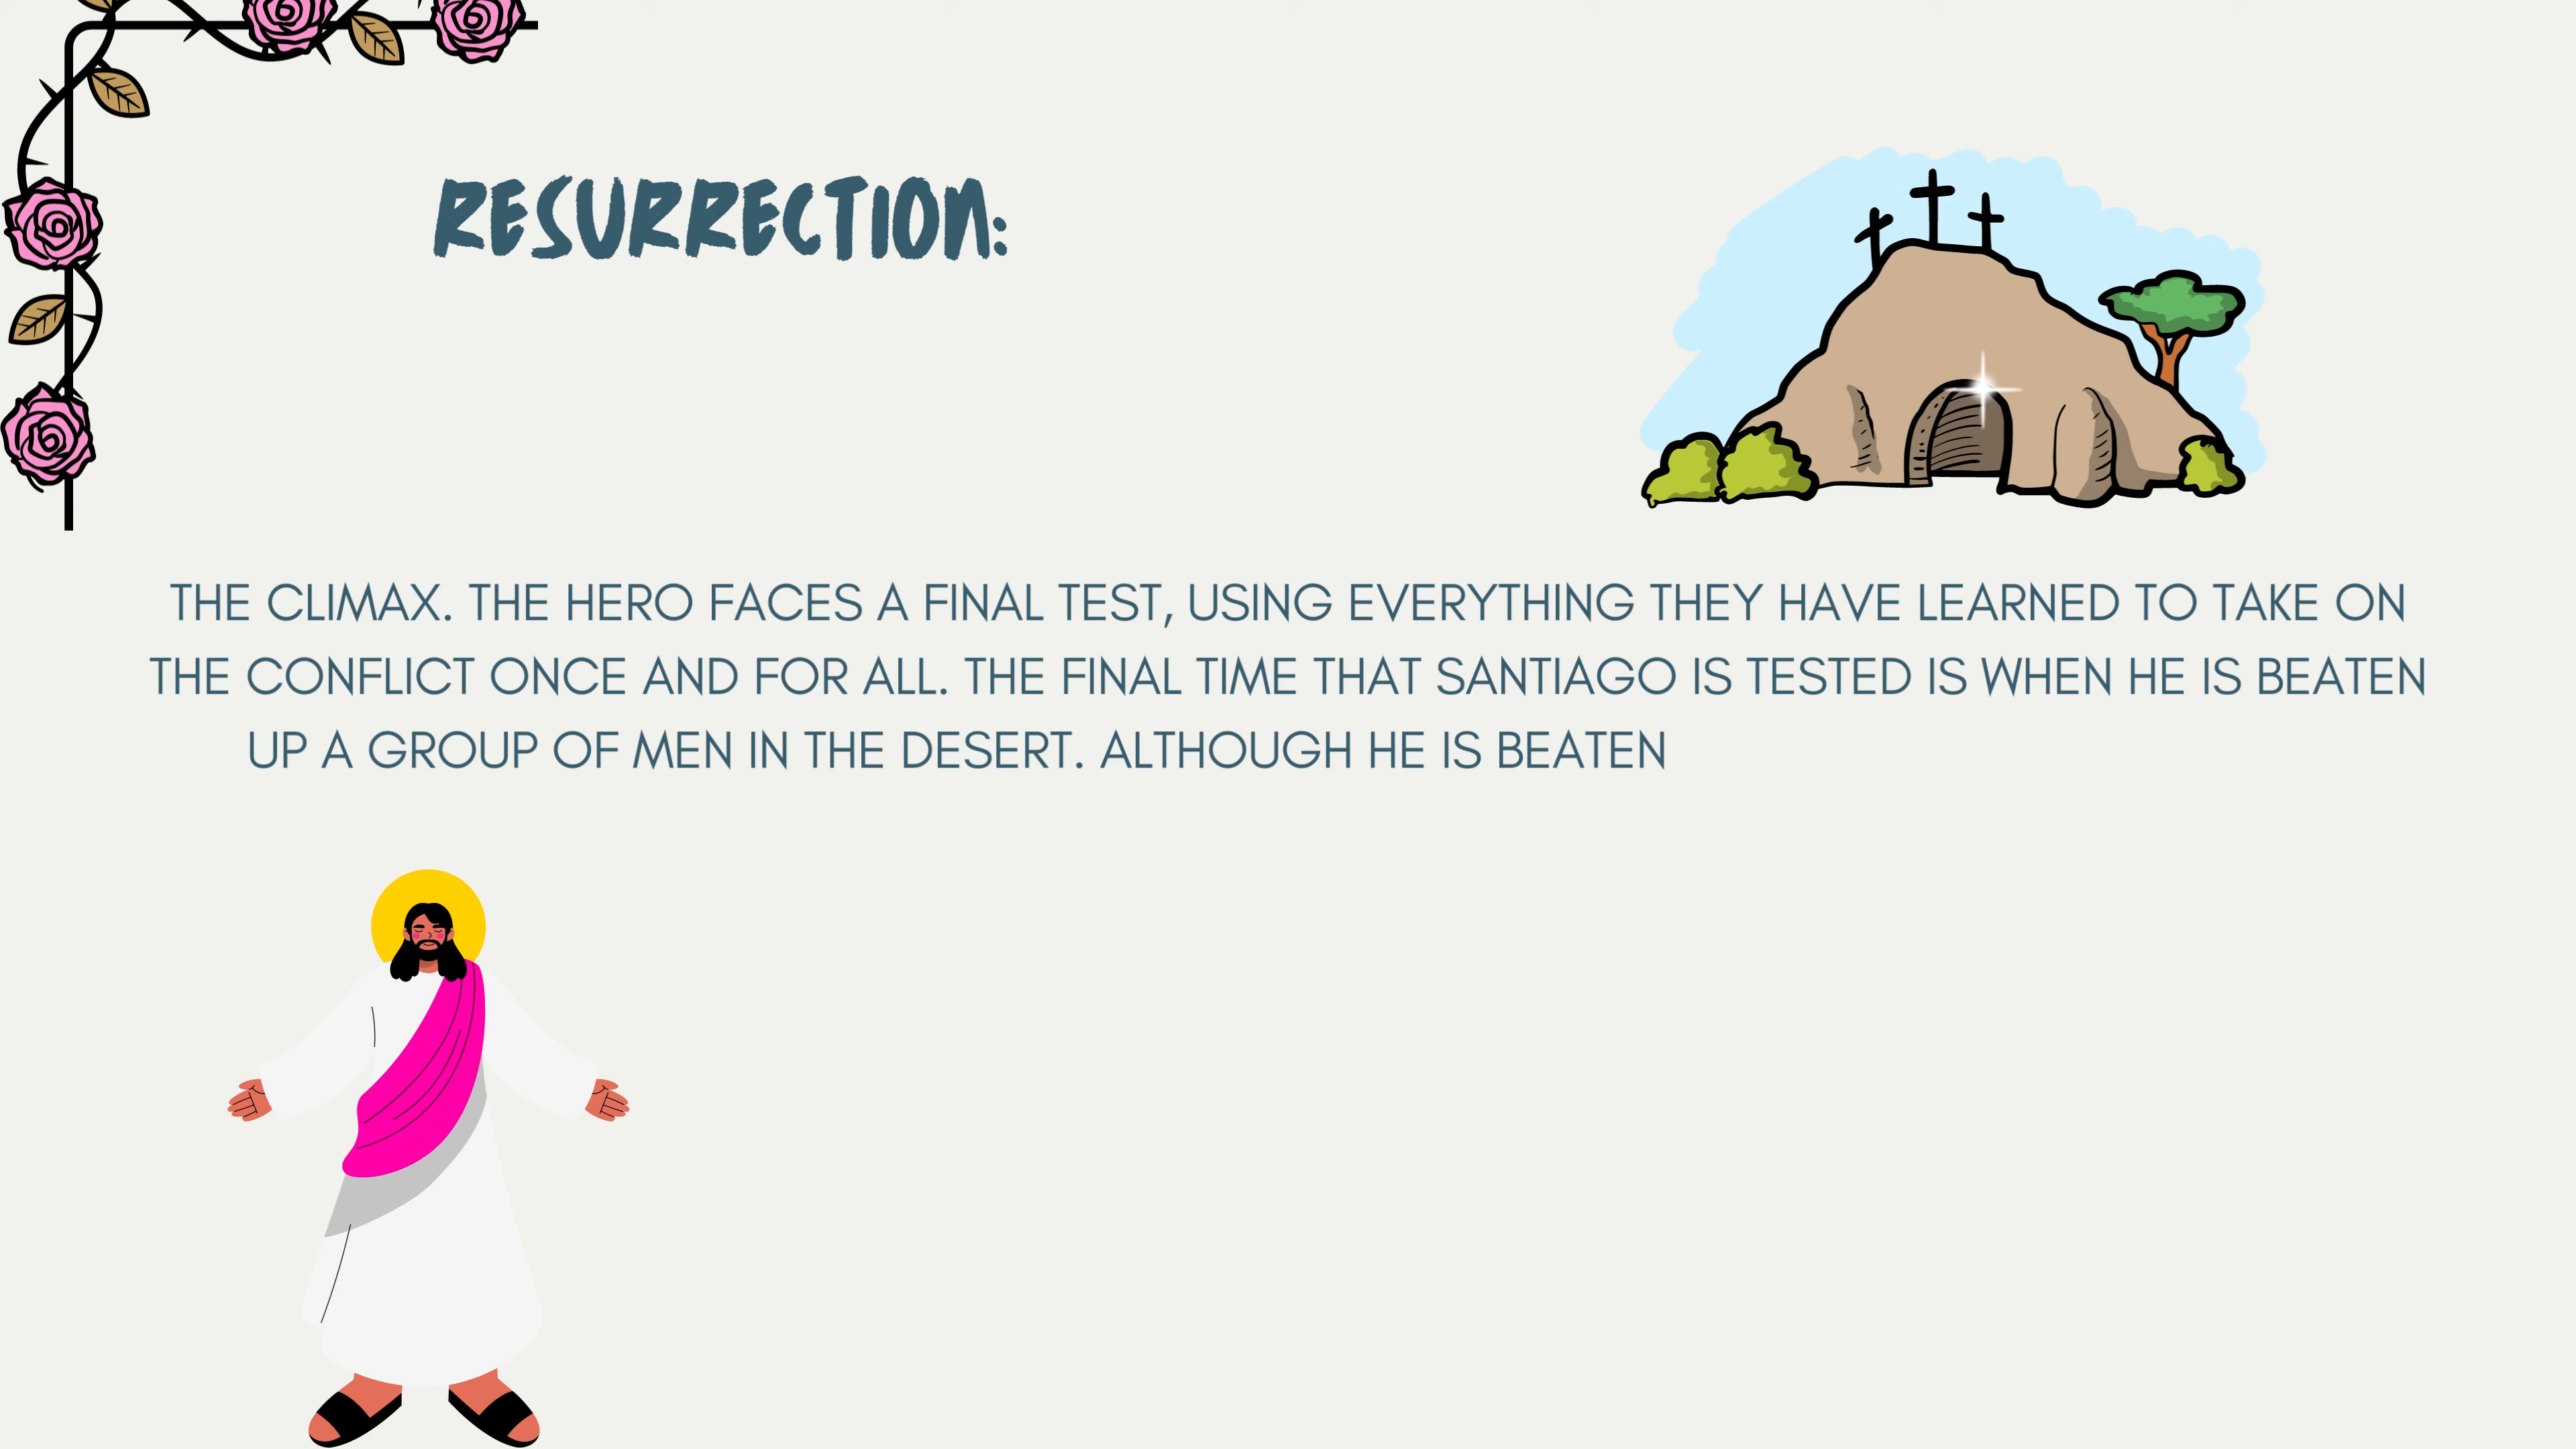 RESURRECTION:
THE CLIMAX. THE HERO FACES A FINAL TEST, USING EVERYTHING THEY HAVE LEARNED TO TAKE ON
THE CONFLICT ONCE AND FOR ALL. THE FINAL TIME THAT SANTIAGO IS TESTED IS WHEN HE IS BEATEN
UP A GROUP OF MEN IN THE DESERT. ALTHOUGH HE IS BEATEN